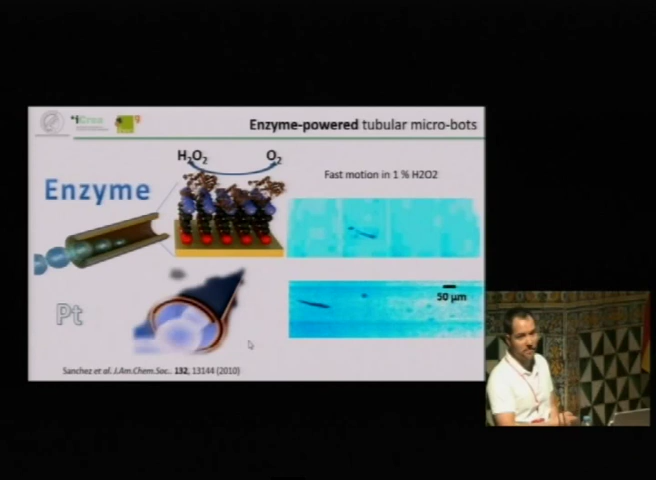 iCrea
Enzyme-powered tubular micro-bots
H2O2
O2
Enzyme
Fast motion in 1 % H2O2
50 µm
Pt
Sanchez et al. J.Am.Chem.Soc.. 132, 13144 (2010)